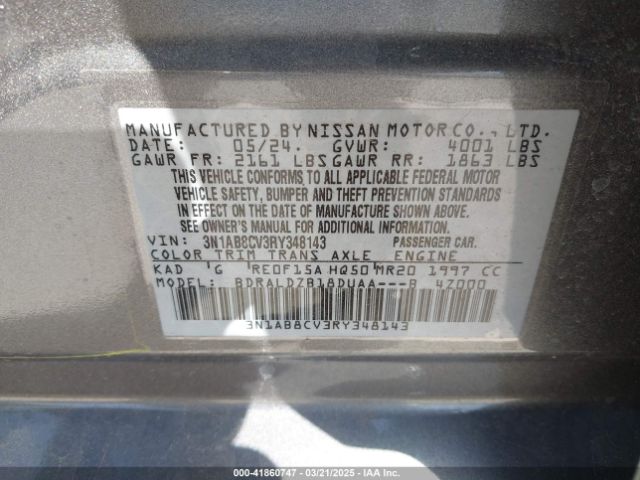 MANUFACTURED BY NISSAN MOTOR CO., LTD.
DATE: 05/24. GVWR: 4001 LBS
GAWR FR: 2161 LBS GAWR RR: 1863 LBS
THIS VEHICLE CONFORMS TO ALL APPLICABLE FEDERAL MOTOR
VEHICLE SAFETY, BUMPER AND THEFT PREVENTION STANDARDS
IN EFFECT ON THE DATE OF MANUFACTURE SHOWN ABOVE.
SEE OWNER'S MANUAL FOR ADDITIONAL INFORMATION.
VIN: 3N1AB8CV3RY348143 PASSENGER CAR.
COLOR TRIM TRANS AXLE ENGINE
KAD 'G 'RE0F15A HQ50 MR20 1997 CC
MODEL: BDRALDZB18DUAA---B 4Z000
3N1AB8CV3RY348143
000-41860747 — 03/21/2025 — IAA Inc.